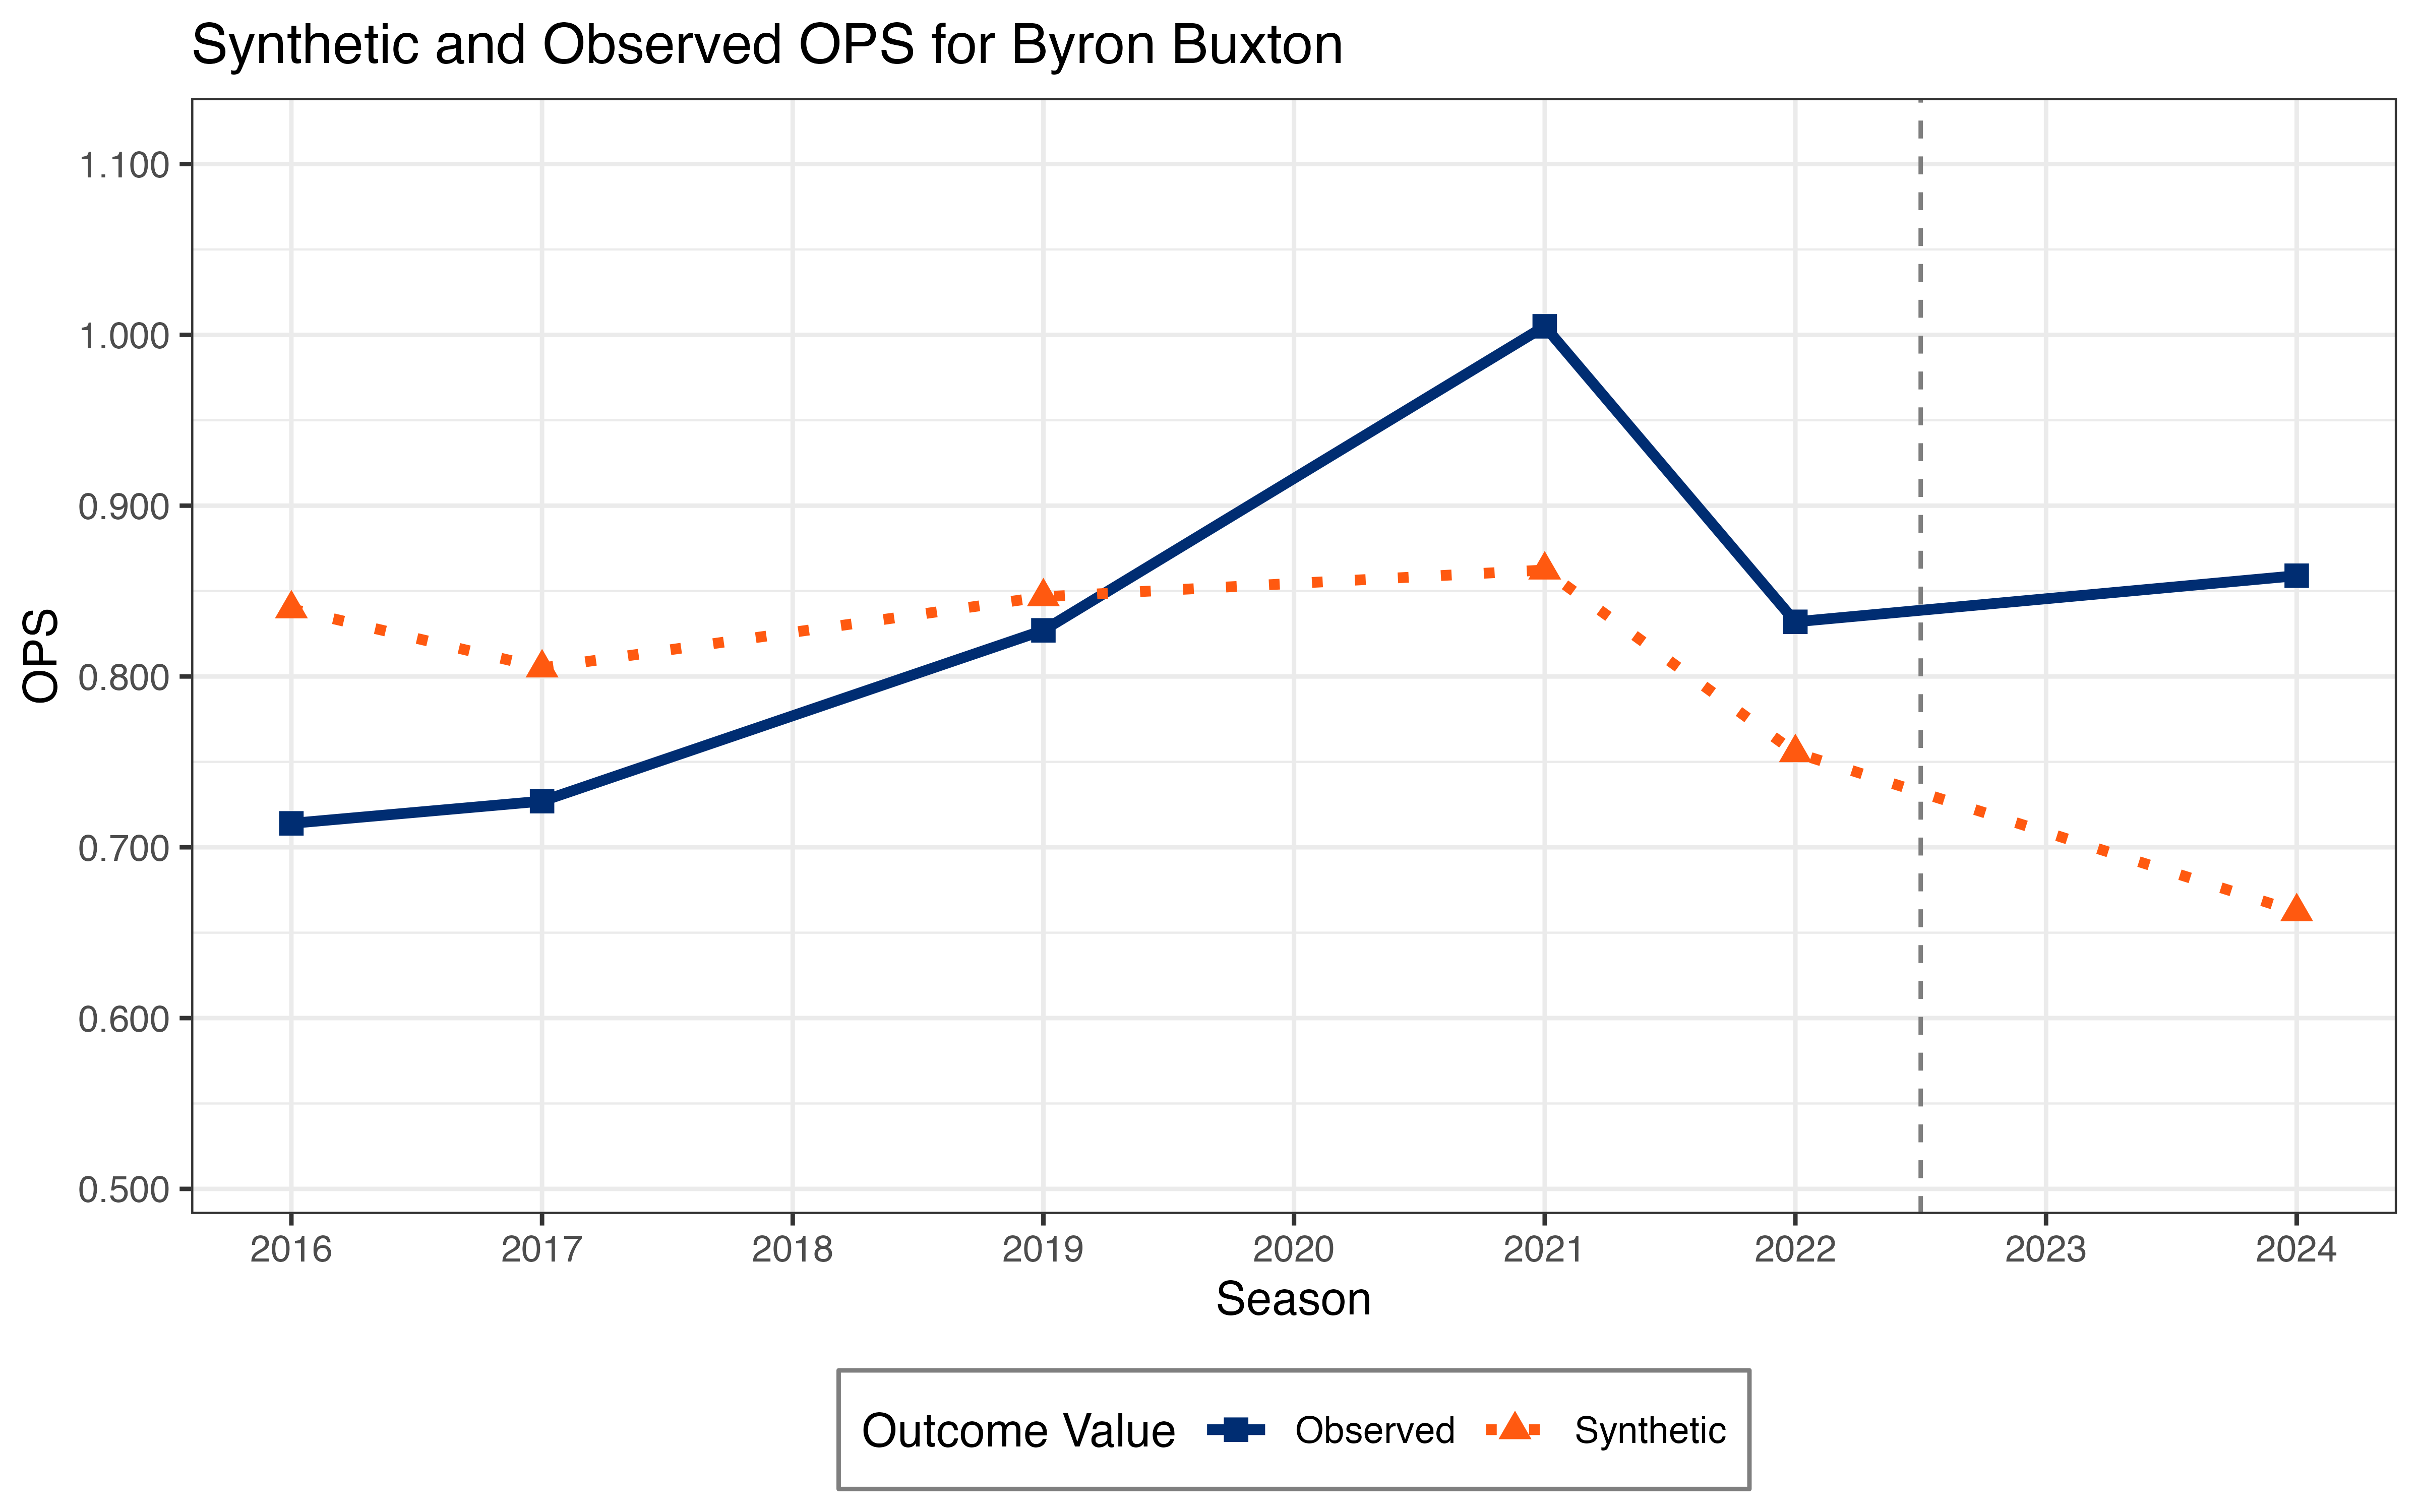 Synthetic and Observed OPS for Byron Buxton
1.100
1.000
0.900
0.800
0.700
0.600
0.500
OPS
2016 2017 2018 2019 2020 2021 2022 2023 2024
Season
Outcome Value Observed Synthetic